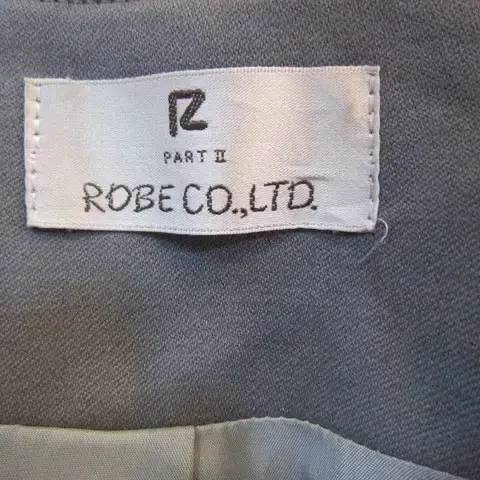 R
PART II
ROBE CO.,LTD.